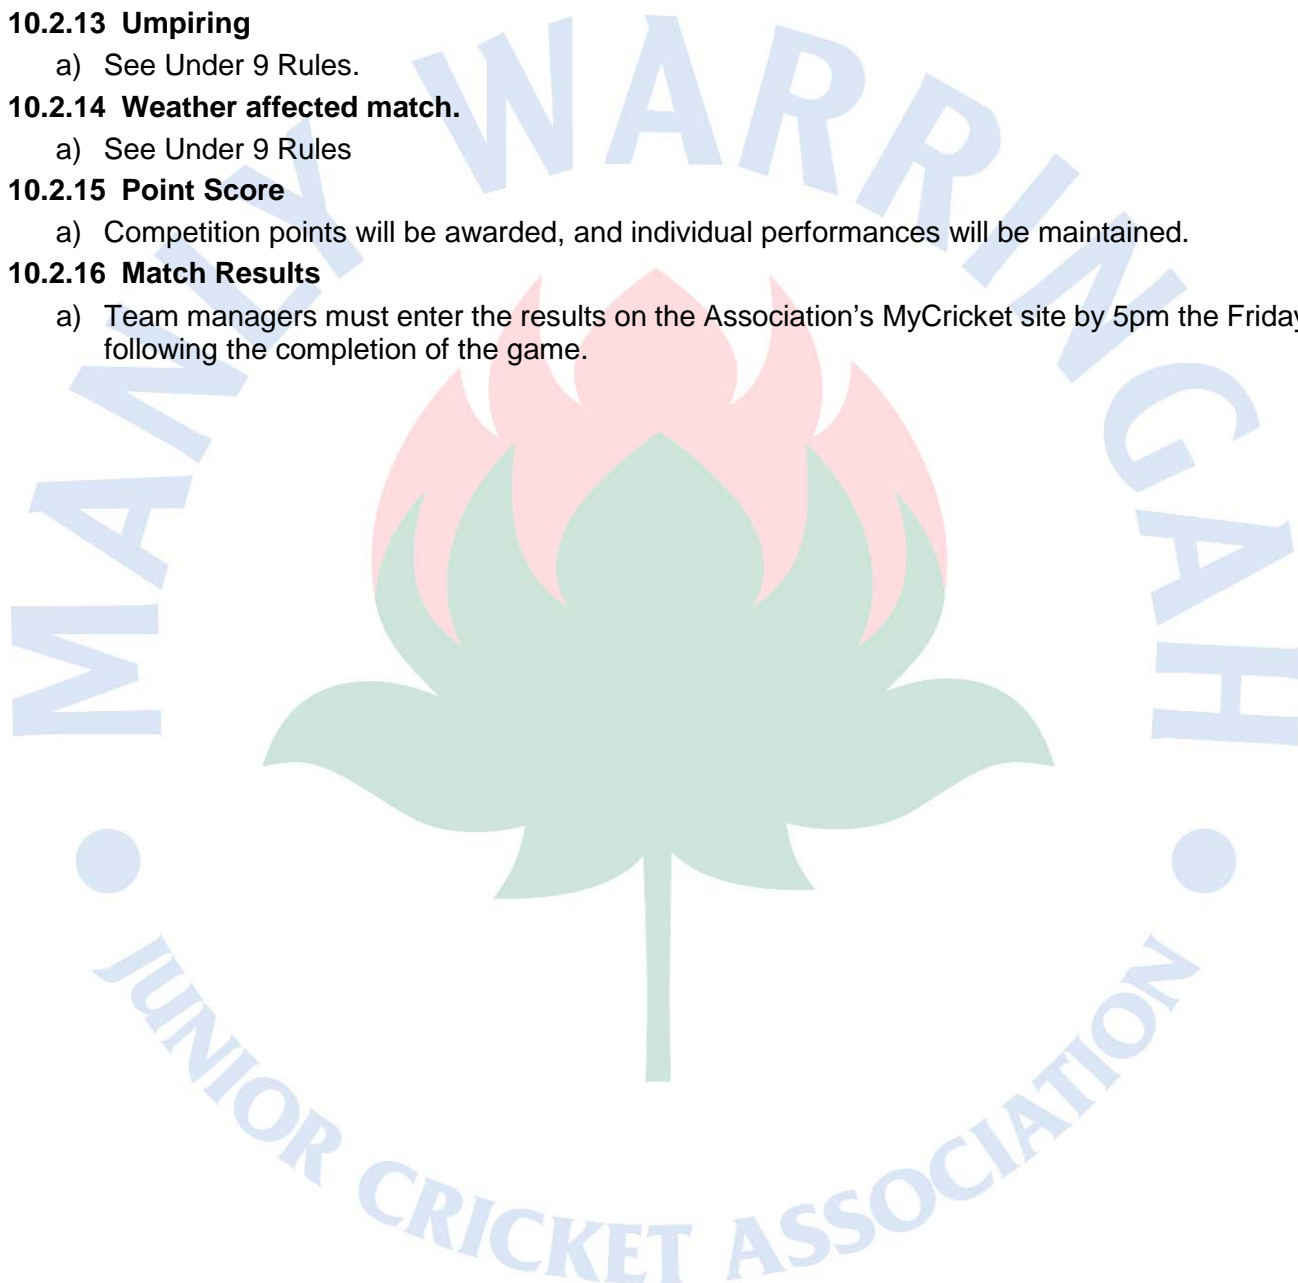 10.2.13 Umpiring
a) See Under 9 Rules.
10.2.14 Weather affected match.
a) See Under 9 Rules
10.2.15 Point Score
a) Competition points will be awarded, and individual performances will be maintained.
10.2.16 Match Results
a) Team managers must enter the results on the Association's MyCricket site by 5pm the Friday
following the completion of the game.
MANLY WARRINGAH
JUNIOR CRICKET ASSOCIATION